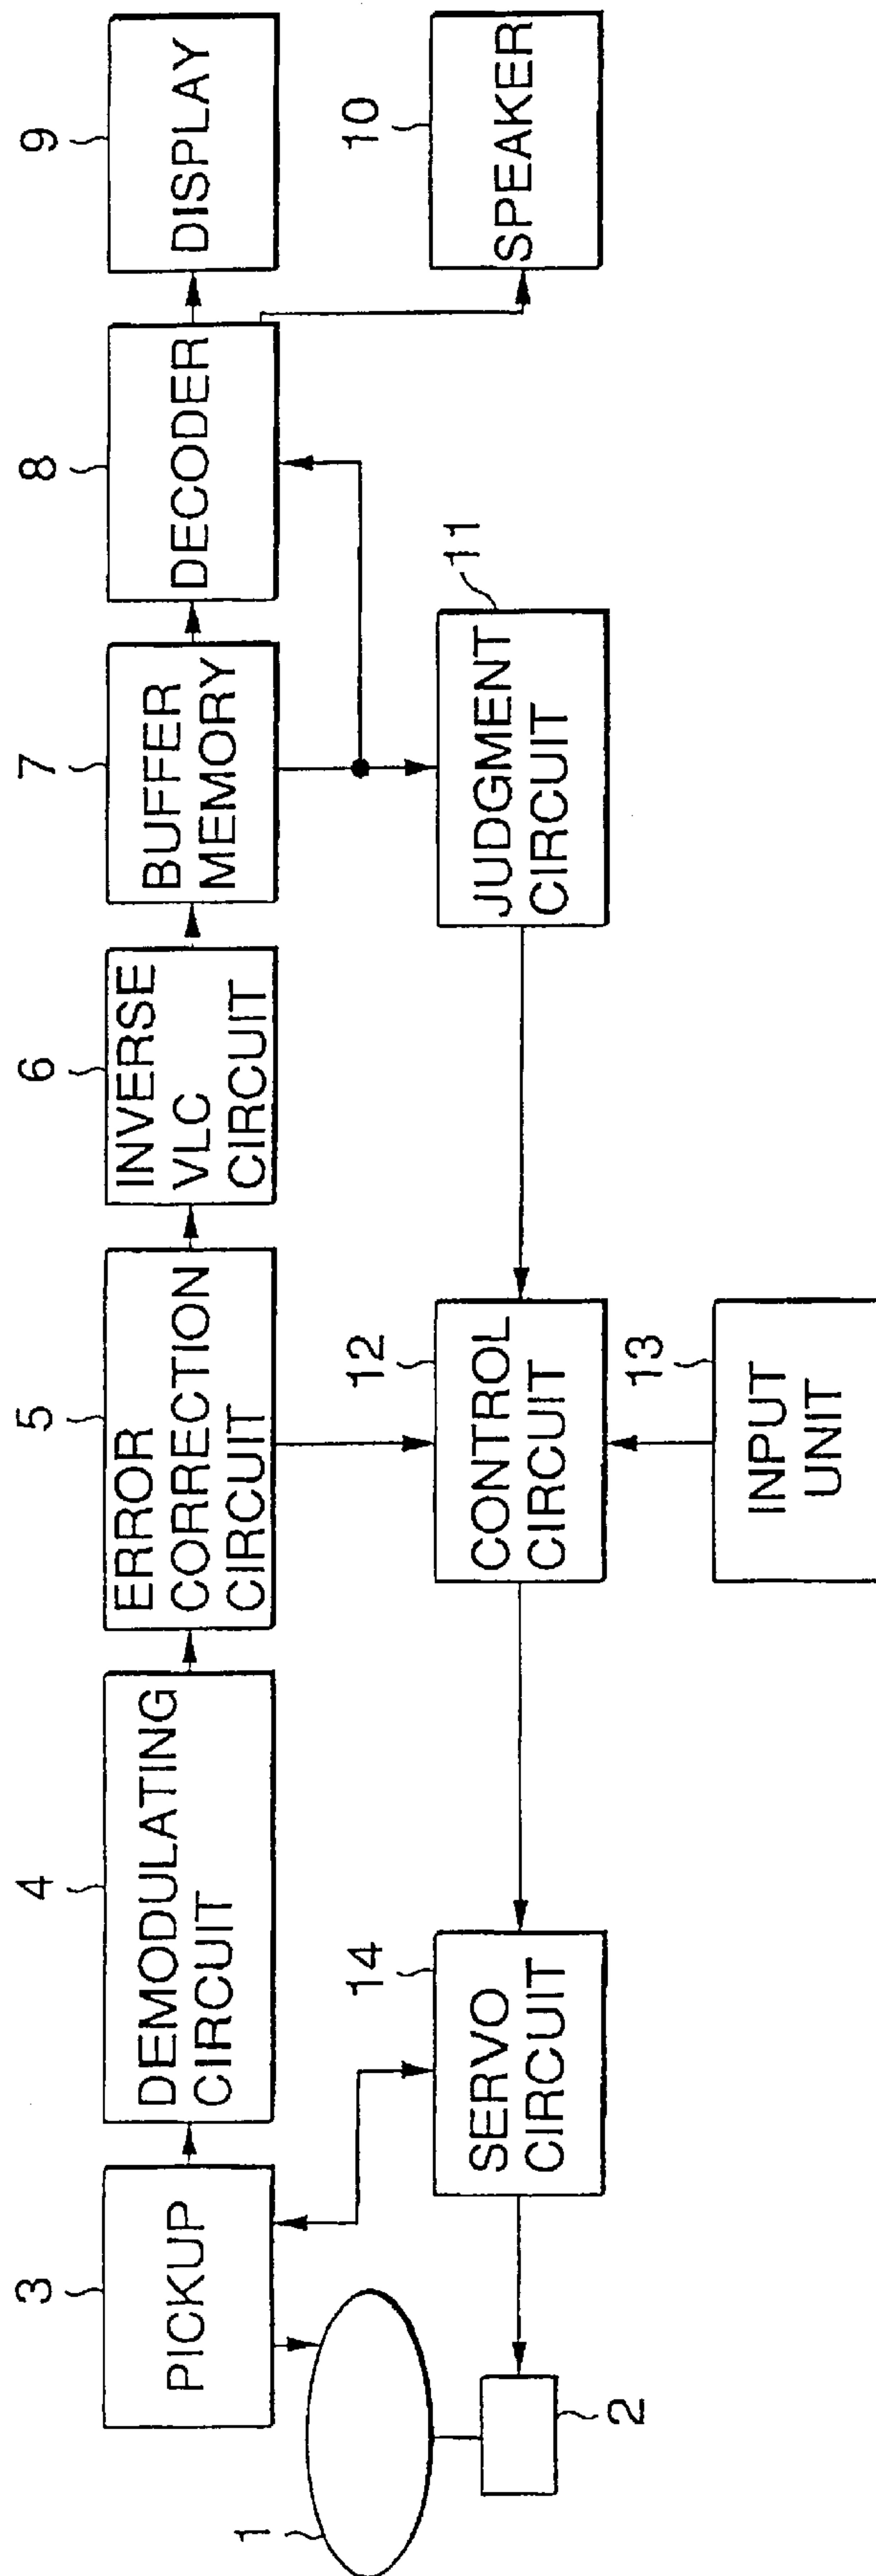 3
PICKUP
4
DEMODULATING
CIRCUIT
5
ERROR
CORRECTION
CIRCUIT
6
INVERSE
VLC
CIRCUIT
7
BUFFER
MEMORY
8
DECODER
9
DISPLAY
10
SPEAKER
1
2
14
SERVO
CIRCUIT
12
CONTROL
CIRCUIT
11
JUDGMENT
CIRCUIT
13
INPUT
UNIT